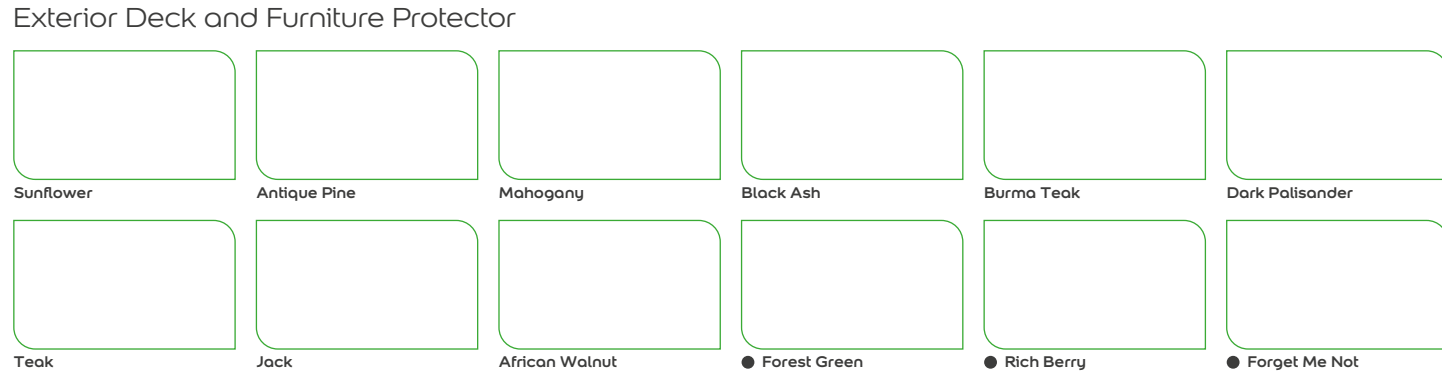 Exterior Deck and Furniture Protector
Sunflower Antique Pine Mahogany Black Ash Burma Teak Dark Palisander
Teak Jack African Walnut ● Forest Green ● Rich Berry ● Forget Me Not